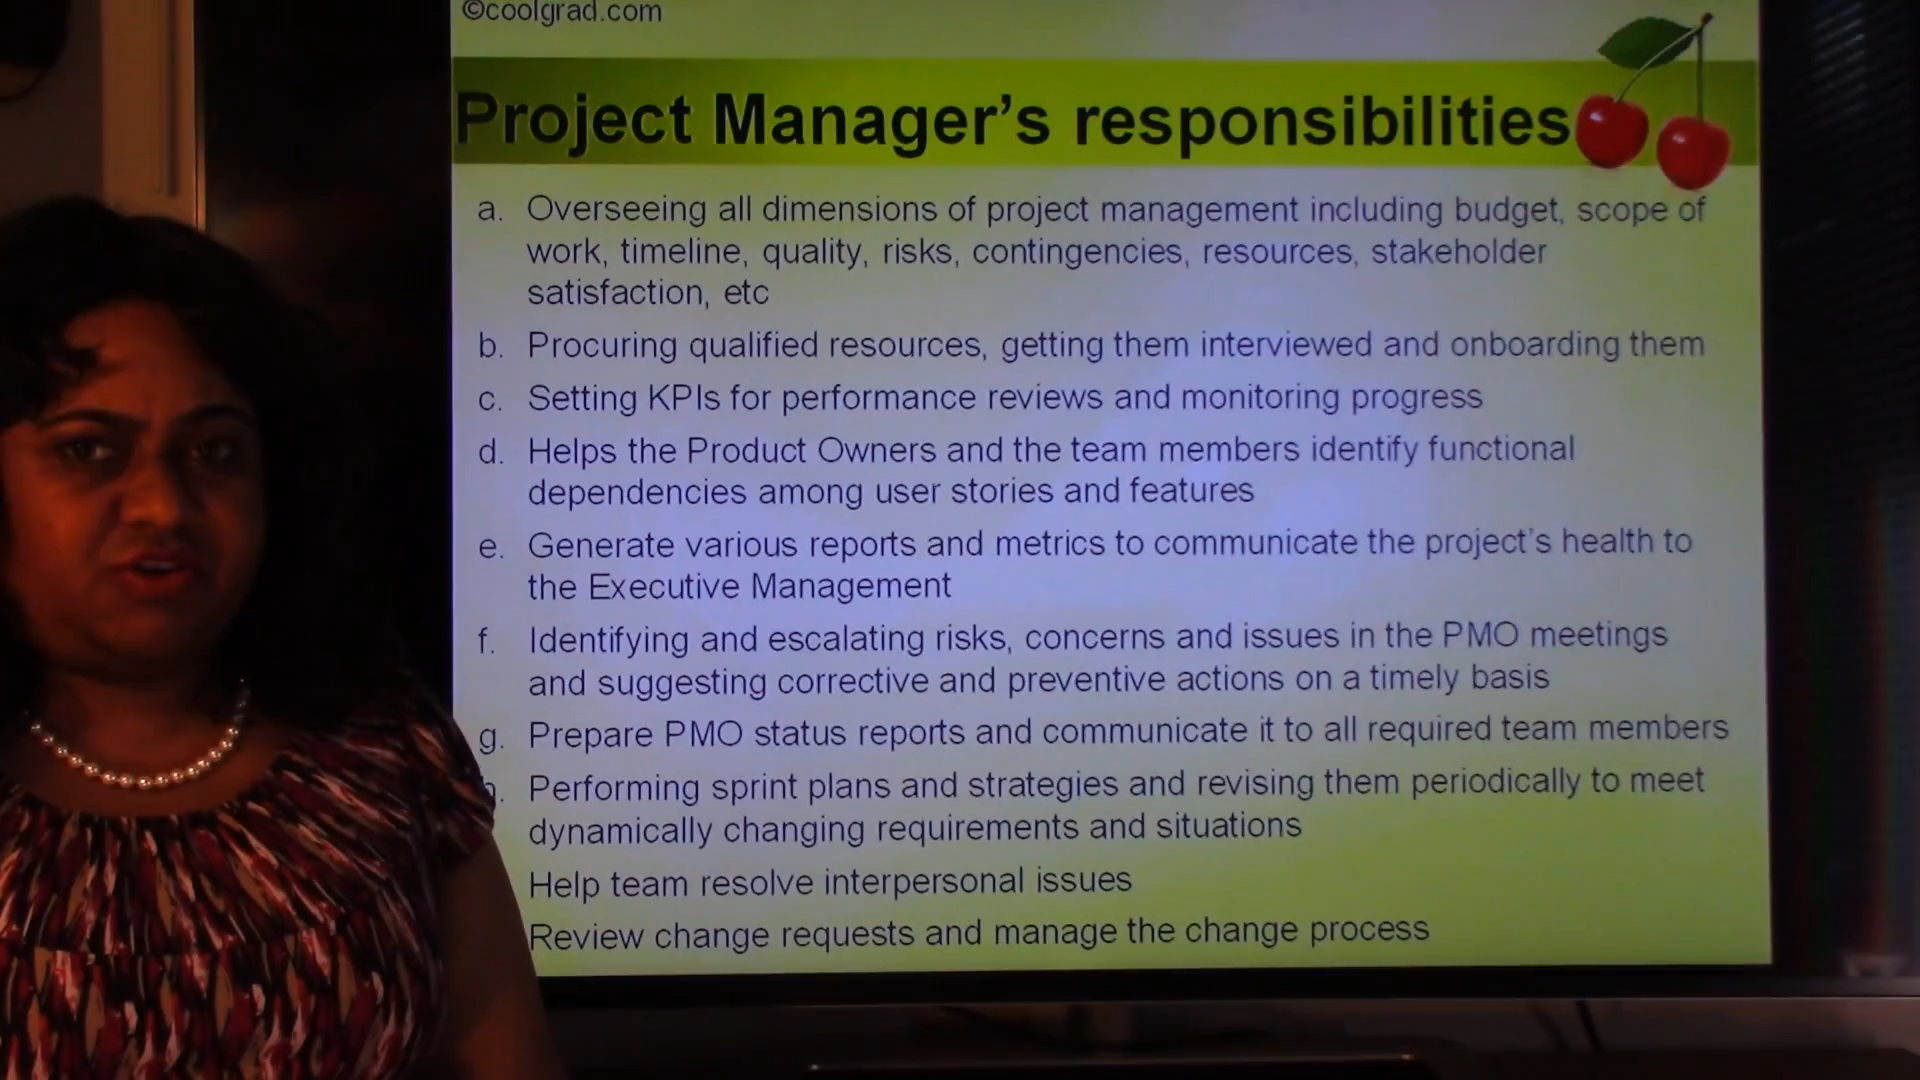 ©coolgrad.com
Project Manager's responsibilities
a. Overseeing all dimensions of project management including budget, scope of
work, timeline, quality, risks, contingencies, resources, stakeholder
satisfaction, etc
b. Procuring qualified resources, getting them interviewed and onboarding them
c. Setting KPIs for performance reviews and monitoring progress
d. Helps the Product Owners and the team members identify functional
dependencies among user stories and features
e. Generate various reports and metrics to communicate the project's health to
the Executive Management
f. Identifying and escalating risks, concerns and issues in the PMO meetings
and suggesting corrective and preventive actions on a timely basis
g. Prepare PMO status reports and communicate it to all required team members
Performing sprint plans and strategies and revising them periodically to meet
dynamically changing requirements and situations
Help team resolve interpersonal issues
Review change requests and manage the change process